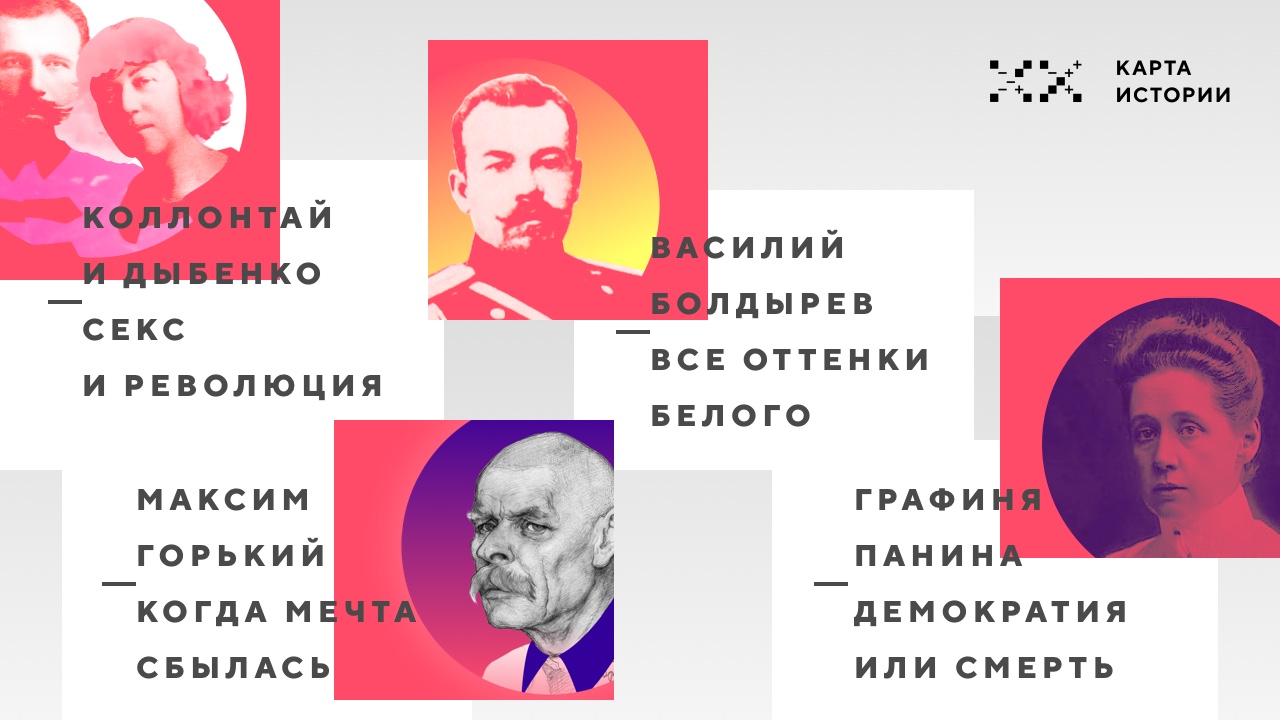 КАРТА
ИСТОРИИ
КОЛЛОНТАЙ
И ДЫБЕНКО
СЕКС
И РЕВОЛЮЦИЯ
ВАСИЛИЙ
БОЛДЫРЕВ
ВСЕ ОТТЕНКИ
БЕЛОГО
МАКСИМ
ГОРЬКИЙ
КОГДА МЕЧТА
СБЫЛАСЬ
ГРАФИНЯ
ПАНИНА
ДЕМОКРАТИЯ
ИЛИ СМЕРТЬ